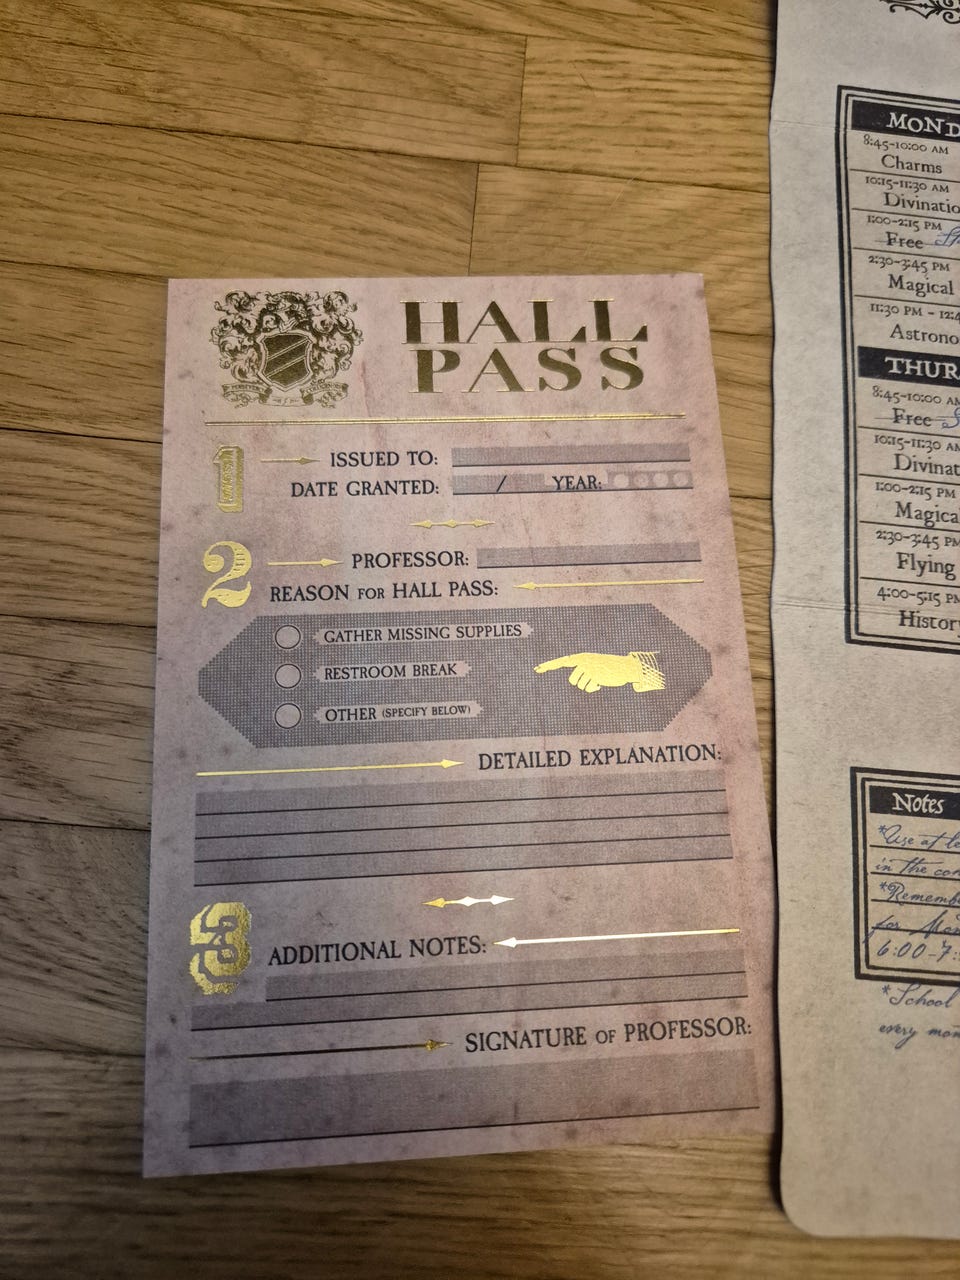 HALL
PASS
1
ISSUED TO:
DATE GRANTED: / YEAR:
2
PROFESSOR:
REASON FOR HALL PASS:
GATHER MISSING SUPPLIES
RESTROOM BREAK
OTHER (SPECIFY BELOW)
DETAILED EXPLANATION:
3
ADDITIONAL NOTES:
SIGNATURE OF PROFESSOR:
MOND
8:45-10:00 AM
Charms
10:15-11:30 AM
Divinatio
1:00-2:15 PM
Free
2:30-3:45 PM
Magical
11:30 PM - 12:4
Astrono
THUR
8:45-10:00 AM
Free
10:15-11:30 AM
Divinat
1:00-2:15 PM
Magica
2:30-3:45 PM
Flying
4:00-5:15 PM
History
Notes
*Use at le
in the con
*Remembe
for
6:00-7:
*School
every mon